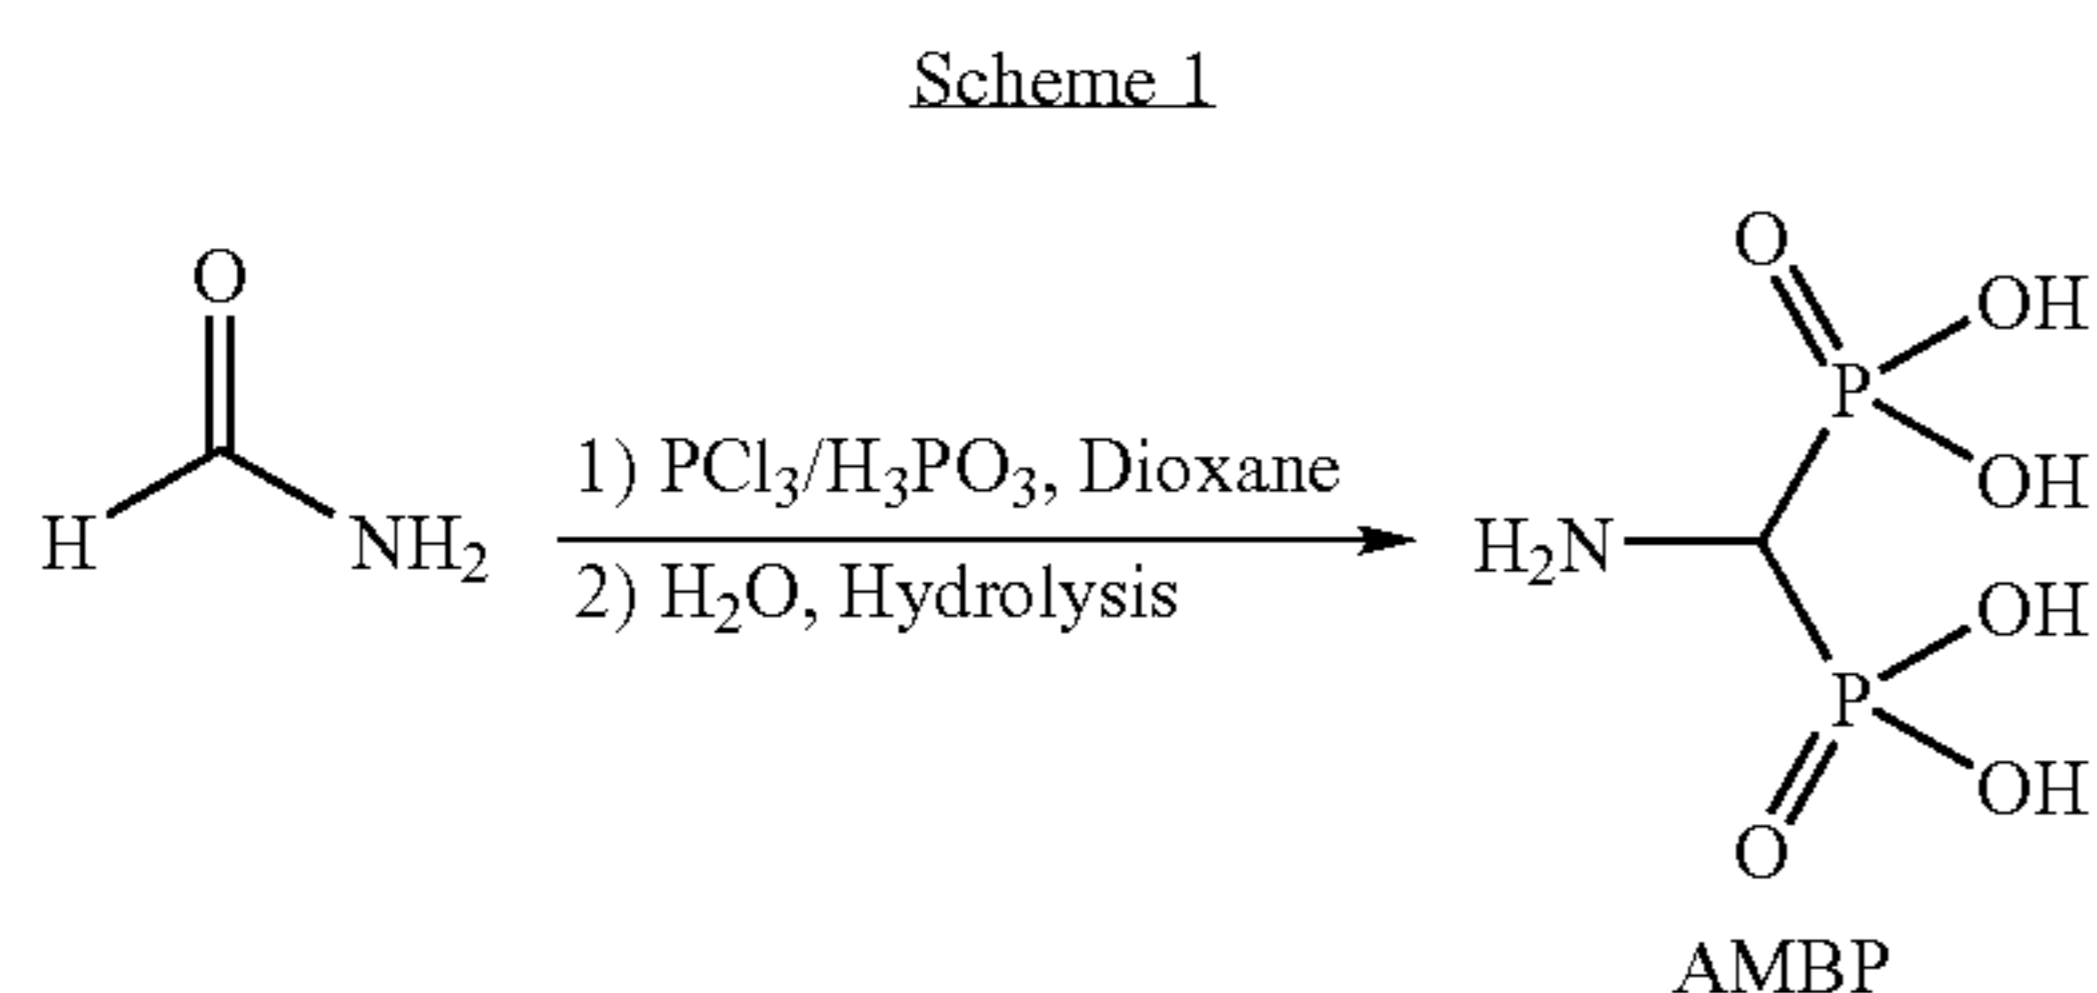 Scheme 1
O
H
NH2
1) PCl3/H3PO3, Dioxane
2) H2O, Hydrolysis
O
OH
P
OH
H2N
OH
P
OH
O
AMBP